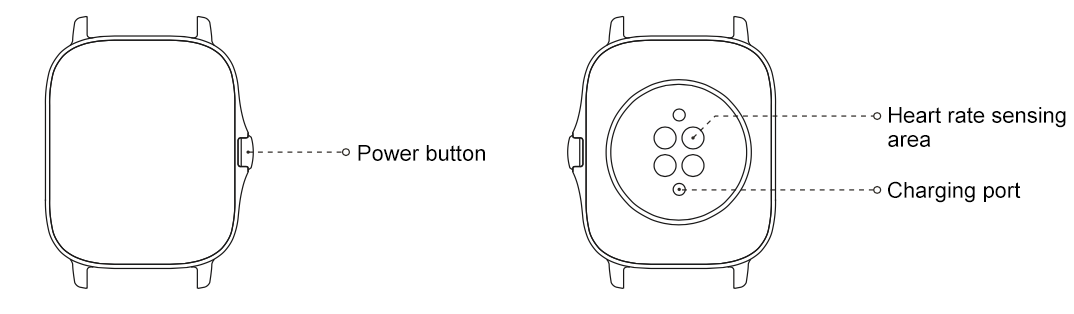 Power button
Heart rate sensing
area
Charging port